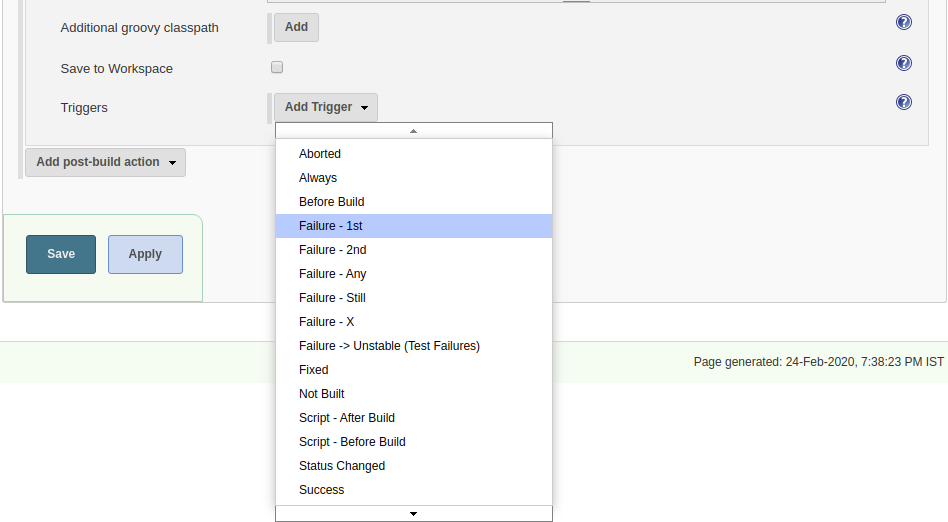 Additional groovy classpath
Add
?
Save to Workspace
?
Triggers
Add Trigger
?
Add post-build action
Aborted
Always
Before Build
Failure - 1st
Failure - 2nd
Failure - Any
Failure - Still
Failure - X
Failure -> Unstable (Test Failures)
Fixed
Not Built
Script - After Build
Script - Before Build
Status Changed
Success
Save
Apply
Page generated: 24-Feb-2020, 7:38:23 PM IST